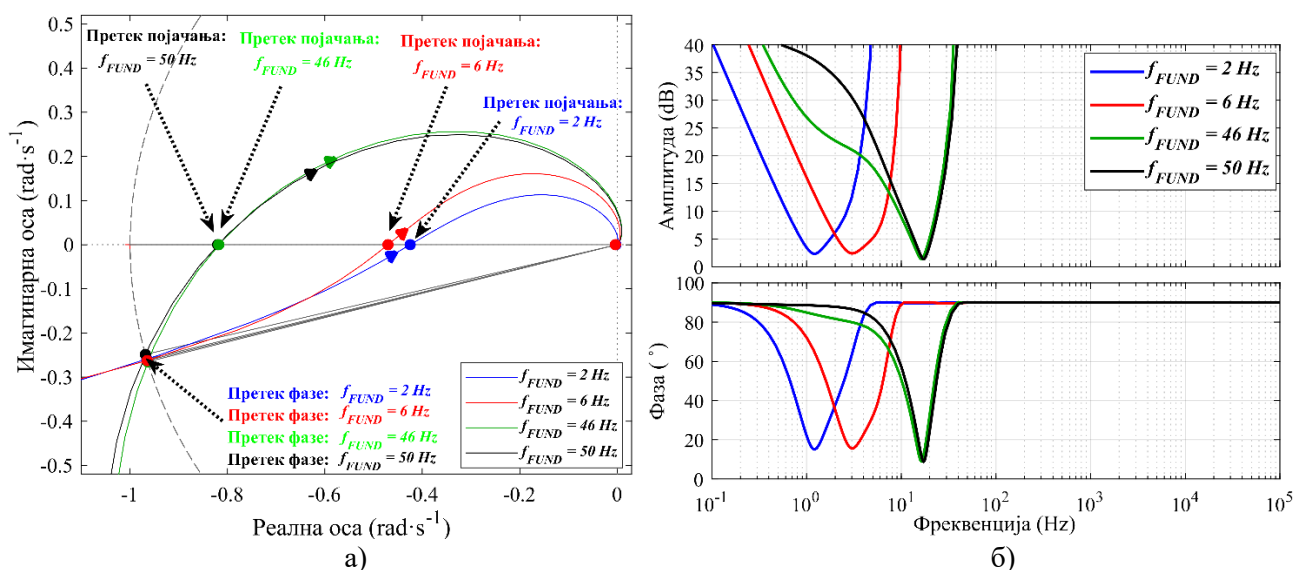 0.5
0.4
0.3
0.2
0.1
0
-0.1
-0.2
-0.3
-0.4
-0.5
Имагинарна оса (rad·s⁻¹)
-1
-0.8
-0.6
-0.4
-0.2
0
Реална оса (rad·s⁻¹)
Претек појачања:
f_FUND = 50 Hz
Претек појачања:
f_FUND = 46 Hz
Претек појачања:
f_FUND = 6 Hz
Претек појачања:
f_FUND = 2 Hz
Претек фазе: f_FUND = 2 Hz
Претек фазе: f_FUND = 6 Hz
Претек фазе: f_FUND = 46 Hz
Претек фазе: f_FUND = 50 Hz
f_FUND = 2 Hz
f_FUND = 6 Hz
f_FUND = 46 Hz
f_FUND = 50 Hz
а)
40
35
30
25
20
15
10
5
0
Амплитуда (dB)
f_FUND = 2 Hz
f_FUND = 6 Hz
f_FUND = 46 Hz
f_FUND = 50 Hz
100
80
60
40
20
0
Фаза (°)
10⁻¹
10⁰
10¹
10²
10³
10⁴
10⁵
Фреквенција (Hz)
б)